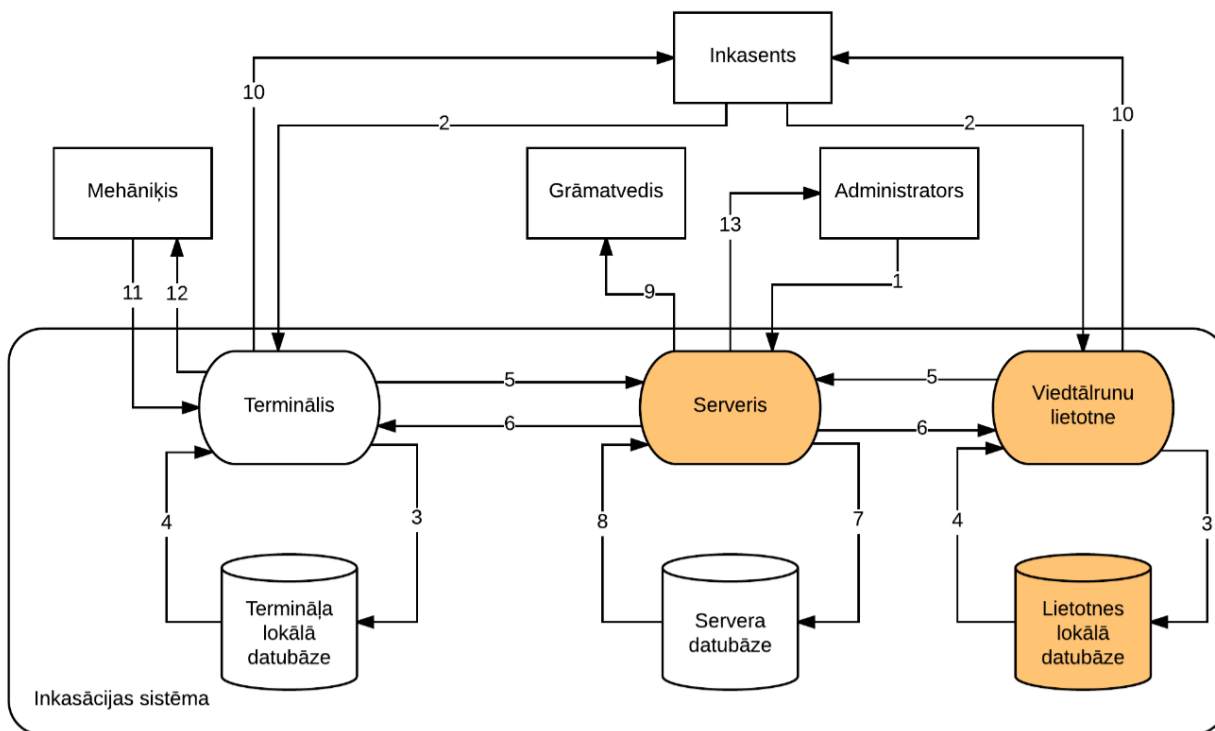 Inkasents
10
10
2
2
Mehāniķis
Grāmatvedis
Administrators
13
11
12
9
1
Terminālis
5
6
Serveris
5
6
Viedtālrunu
lietotne
4
3
8
7
4
3
Termināļa
lokālā
datubāze
Servera
datubāze
Lietotnes
lokālā
datubāze
Inkasācijas sistēma